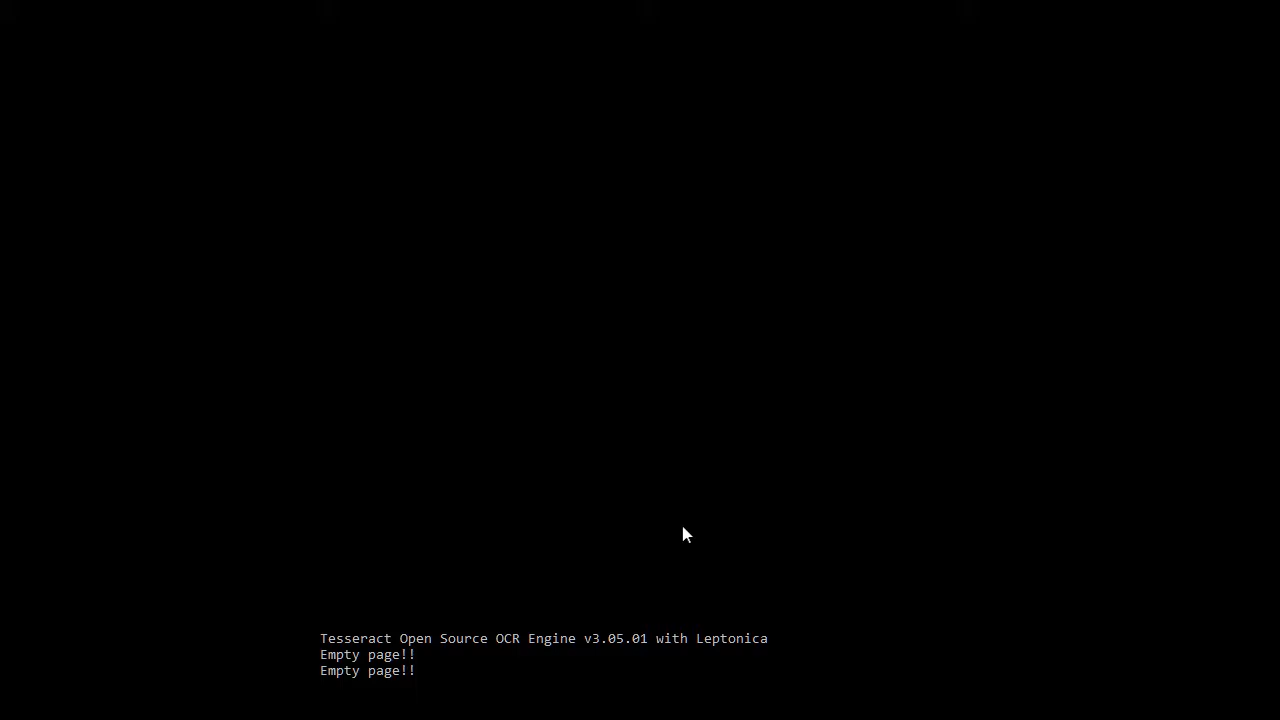 Tesseract Open Source OCR Engine v3.05.01 with Leptonica
Empty page!!
Empty page!!